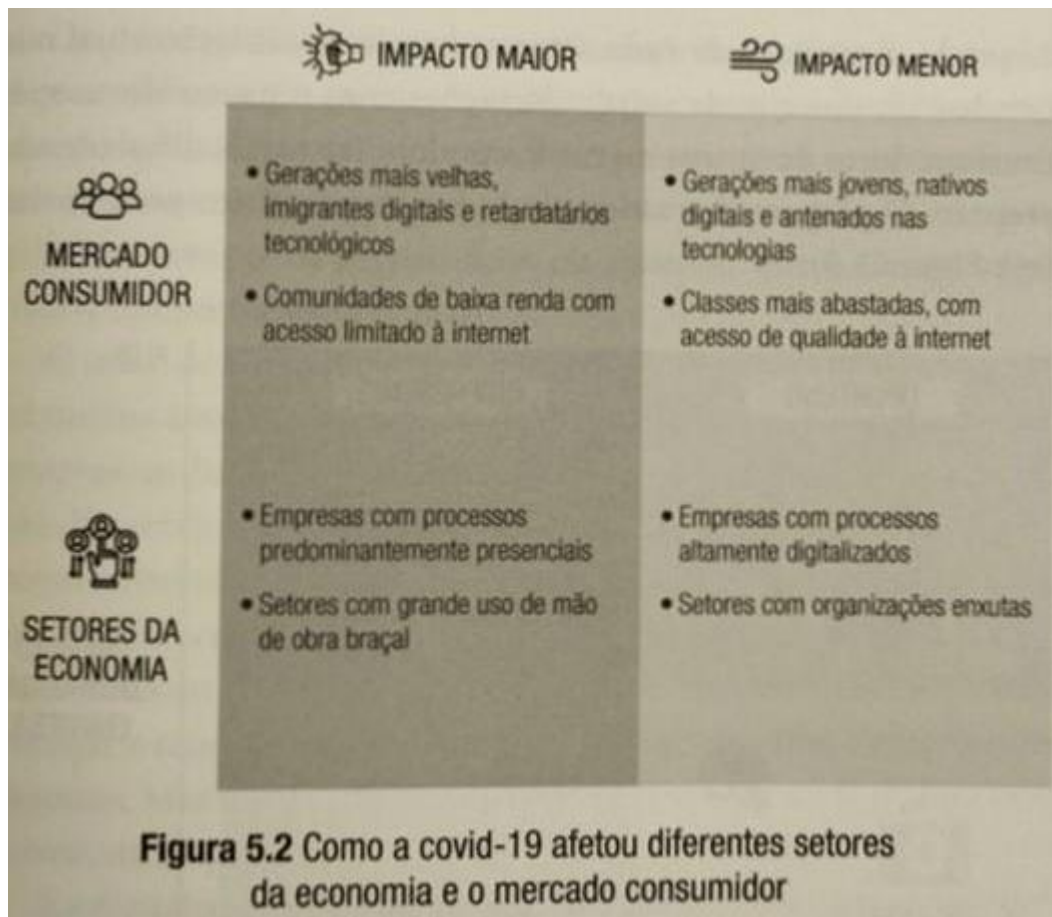 IMPACTO MAIOR
IMPACTO MENOR
MERCADO
CONSUMIDOR
• Gerações mais velhas,
imigrantes digitais e retardatários
tecnológicos
• Comunidades de baixa renda com
acesso limitado à internet
• Gerações mais jovens, nativos
digitais e antenados nas
tecnologias
• Classes mais abastadas, com
acesso de qualidade à internet
SETORES DA
ECONOMIA
• Empresas com processos
predominantemente presenciais
• Setores com grande uso de mão
de obra braçal
• Empresas com processos
altamente digitalizados
• Setores com organizações enxutas
Figura 5.2 Como a covid-19 afetou diferentes setores
da economia e o mercado consumidor